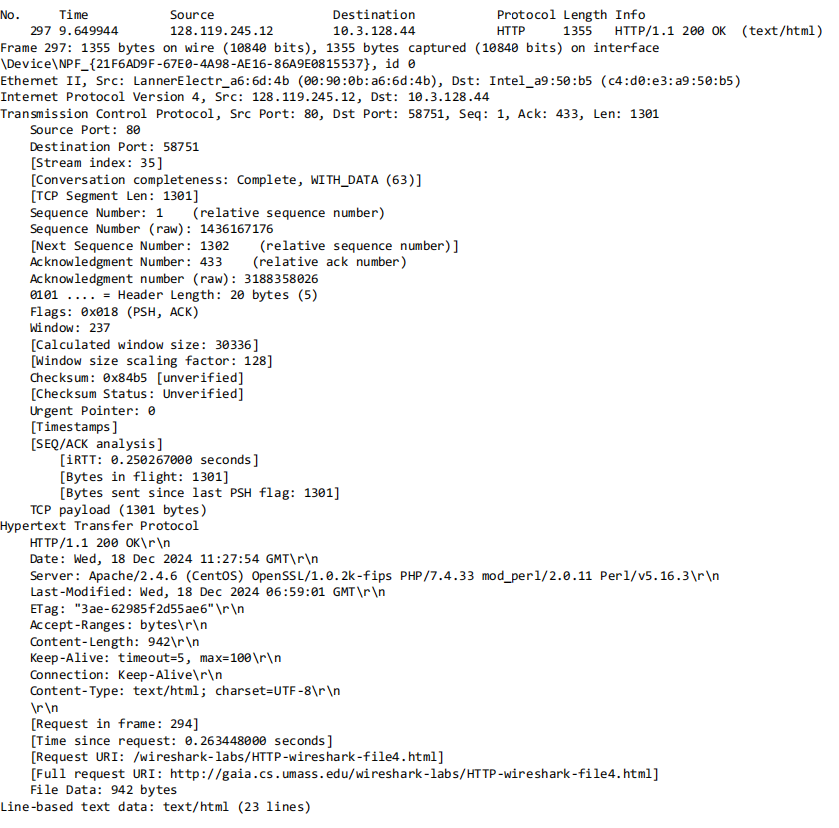 No.     Time           Source                Destination           Protocol Length Info
    297 9.649944       128.119.245.12        10.3.128.44           HTTP     1355   HTTP/1.1 200 OK  (text/html)
Frame 297: 1355 bytes on wire (10840 bits), 1355 bytes captured (10840 bits) on interface
\Device\NPF_{21F6AD9F-67E0-4A98-AE16-86A9E0815537}, id 0
Ethernet II, Src: LannerElectr_a6:6d:4b (00:90:0b:a6:6d:4b), Dst: Intel_a9:50:b5 (c4:d0:e3:a9:50:b5)
Internet Protocol Version 4, Src: 128.119.245.12, Dst: 10.3.128.44
Transmission Control Protocol, Src Port: 80, Dst Port: 58751, Seq: 1, Ack: 433, Len: 1301
    Source Port: 80
    Destination Port: 58751
    [Stream index: 35]
    [Conversation completeness: Complete, WITH_DATA (63)]
    [TCP Segment Len: 1301]
    Sequence Number: 1    (relative sequence number)
    Sequence Number (raw): 1436167176
    [Next Sequence Number: 1302    (relative sequence number)]
    Acknowledgment Number: 433    (relative ack number)
    Acknowledgment number (raw): 3188358026
    0101 .... = Header Length: 20 bytes (5)
    Flags: 0x018 (PSH, ACK)
    Window: 237
    [Calculated window size: 30336]
    [Window size scaling factor: 128]
    Checksum: 0x84b5 [unverified]
    [Checksum Status: Unverified]
    Urgent Pointer: 0
    [Timestamps]
    [SEQ/ACK analysis]
        [iRTT: 0.250267000 seconds]
        [Bytes in flight: 1301]
        [Bytes sent since last PSH flag: 1301]
    TCP payload (1301 bytes)
Hypertext Transfer Protocol
    HTTP/1.1 200 OK\r\n
    Date: Wed, 18 Dec 2024 11:27:54 GMT\r\n
    Server: Apache/2.4.6 (CentOS) OpenSSL/1.0.2k-fips PHP/7.4.33 mod_perl/2.0.11 Perl/v5.16.3\r\n
    Last-Modified: Wed, 18 Dec 2024 06:59:01 GMT\r\n
    ETag: "3ae-62985f2d55ae6"\r\n
    Accept-Ranges: bytes\r\n
    Content-Length: 942\r\n
    Keep-Alive: timeout=5, max=100\r\n
    Connection: Keep-Alive\r\n
    Content-Type: text/html; charset=UTF-8\r\n
    \r\n
    [Request in frame: 294]
    [Time since request: 0.263448000 seconds]
    [Request URI: /wireshark-labs/HTTP-wireshark-file4.html]
    [Full request URI: http://gaia.cs.umass.edu/wireshark-labs/HTTP-wireshark-file4.html]
    File Data: 942 bytes
Line-based text data: text/html (23 lines)